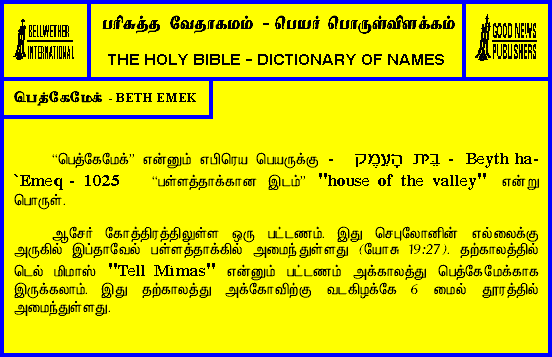 BELLWETHER
INTERNATIONAL
பரிசுத்த வேதாகமம் - பெயர் பொருள்விளக்கம்
THE HOLY BIBLE - DICTIONARY OF NAMES
GOOD NEWS
PUBLISHERS
பெத்கேமேக் - BETH EMEK
“பெத்கேமேக்” என்னும் எபிரெய பெயருக்கு - בֵּית הָעֵמֶק - Beyth ha-
`Emeq - 1025 “பள்ளத்தாக்கான இடம்” "house of the valley" என்று
பொருள்.
ஆசேர் கோத்திரத்திலுள்ள ஒரு பட்டணம். இது செபுலோனின் எல்லைக்கு
அருகில் இப்தாவேல் பள்ளத்தாக்கில் அமைந்துள்ளது (யோசு 19:27). தற்காலத்தில்
டெல் மிமாஸ் "Tell Mimas" என்னும் பட்டணம் அக்காலத்து பெத்கேமேக்காக
இருக்கலாம். இது தற்காலத்து அக்கோவிற்கு வடகிழக்கே 6 மைல் தூரத்தில்
அமைந்துள்ளது.